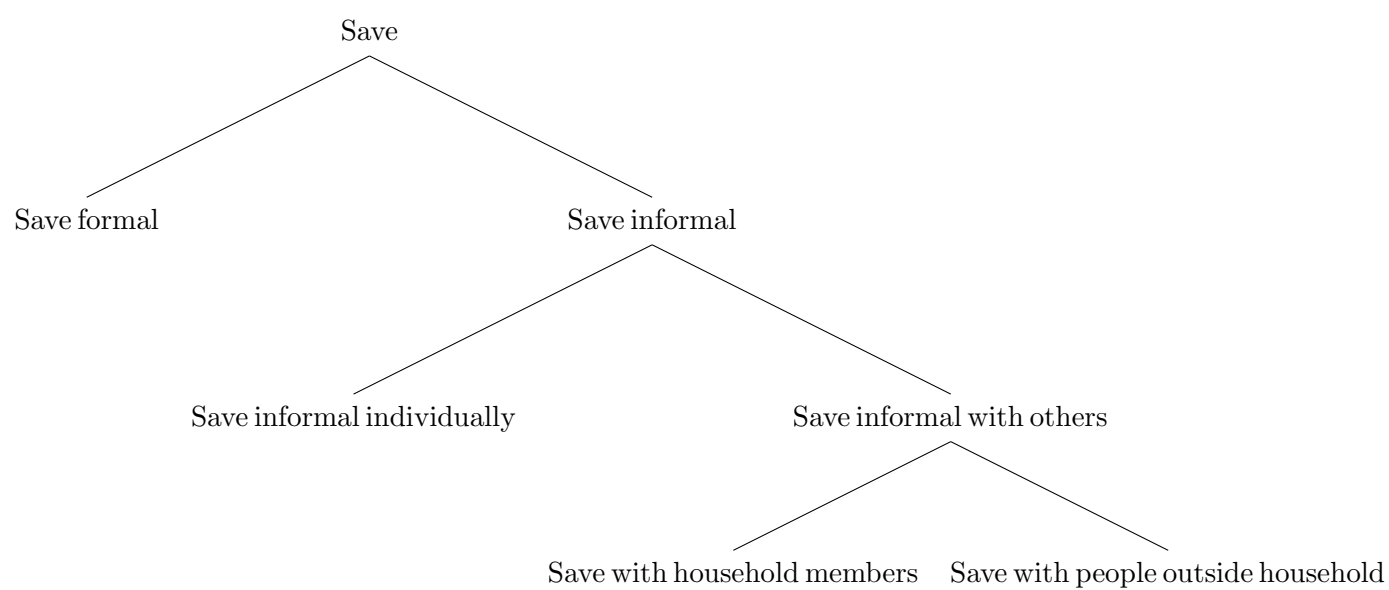 Save
Save formal
Save informal
Save informal individually
Save informal with others
Save with household members
Save with people outside household